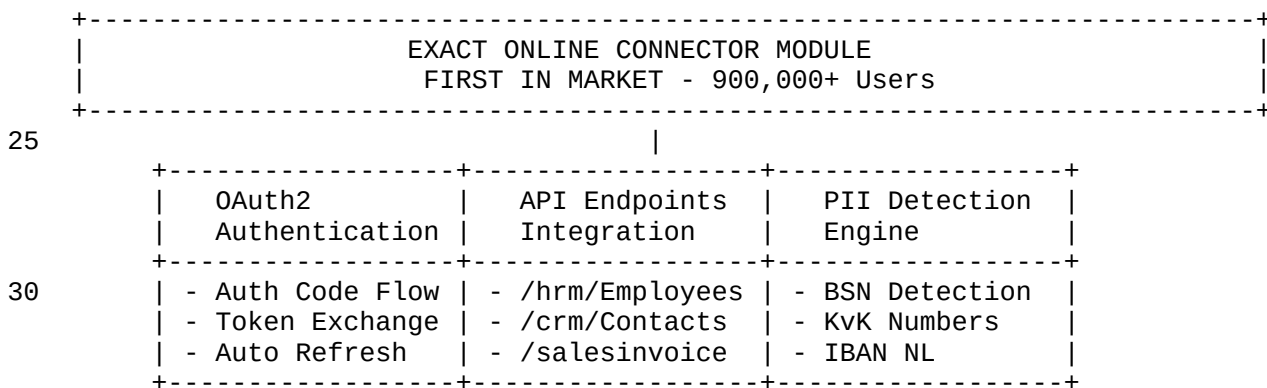 +-------------------------------------------------------------------------+
| EXACT ONLINE CONNECTOR MODULE |
| FIRST IN MARKET - 900,000+ Users |
+-------------------------------------------------------------------------+
25 |
+------------------+------------------+------------------+
| OAuth2 | API Endpoints | PII Detection |
| Authentication | Integration | Engine |
+------------------+------------------+------------------+
30 | - Auth Code Flow | - /hrm/Employees | - BSN Detection |
| - Token Exchange | - /crm/Contacts | - KvK Numbers |
| - Auto Refresh | - /salesinvoice | - IBAN NL |
+------------------+------------------+------------------+